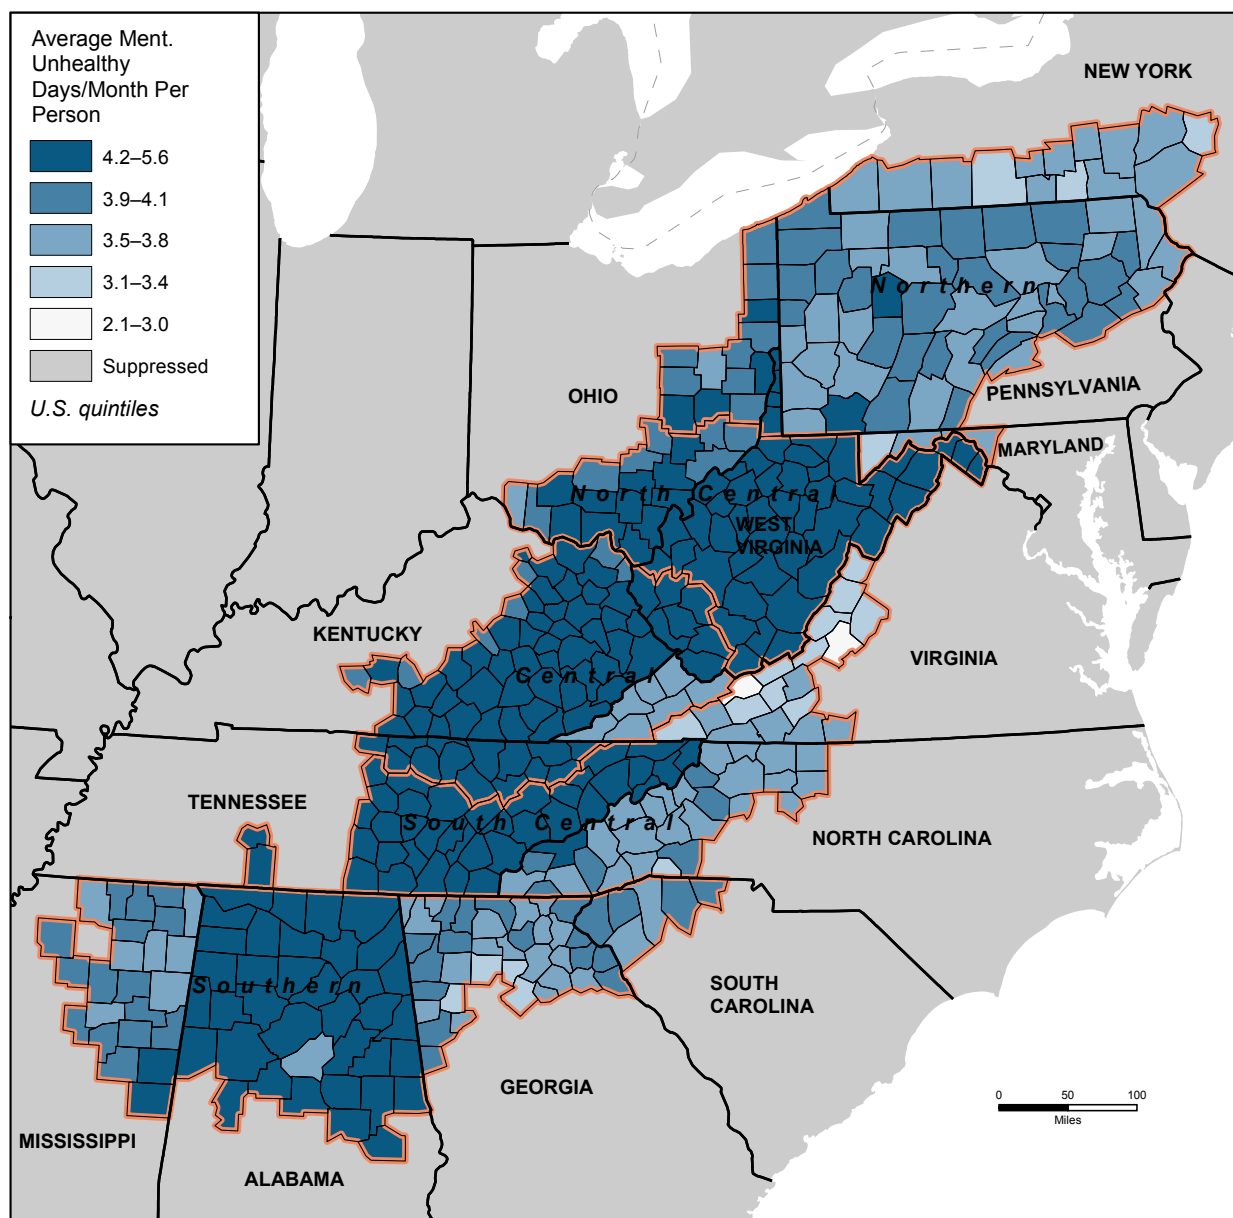 Average Ment.
Unhealthy
Days/Month Per
Person
4.2–5.6
3.9–4.1
3.5–3.8
3.1–3.4
2.1–3.0
Suppressed
U.S. quintiles
NEW YORK
Northern
PENNSYLVANIA
OHIO
MARYLAND
North Central
WEST
VIRGINIA
KENTUCKY
VIRGINIA
Central
TENNESSEE
South Central
NORTH CAROLINA
Southern
SOUTH
CAROLINA
GEORGIA
MISSISSIPPI
ALABAMA
0 50 100
Miles